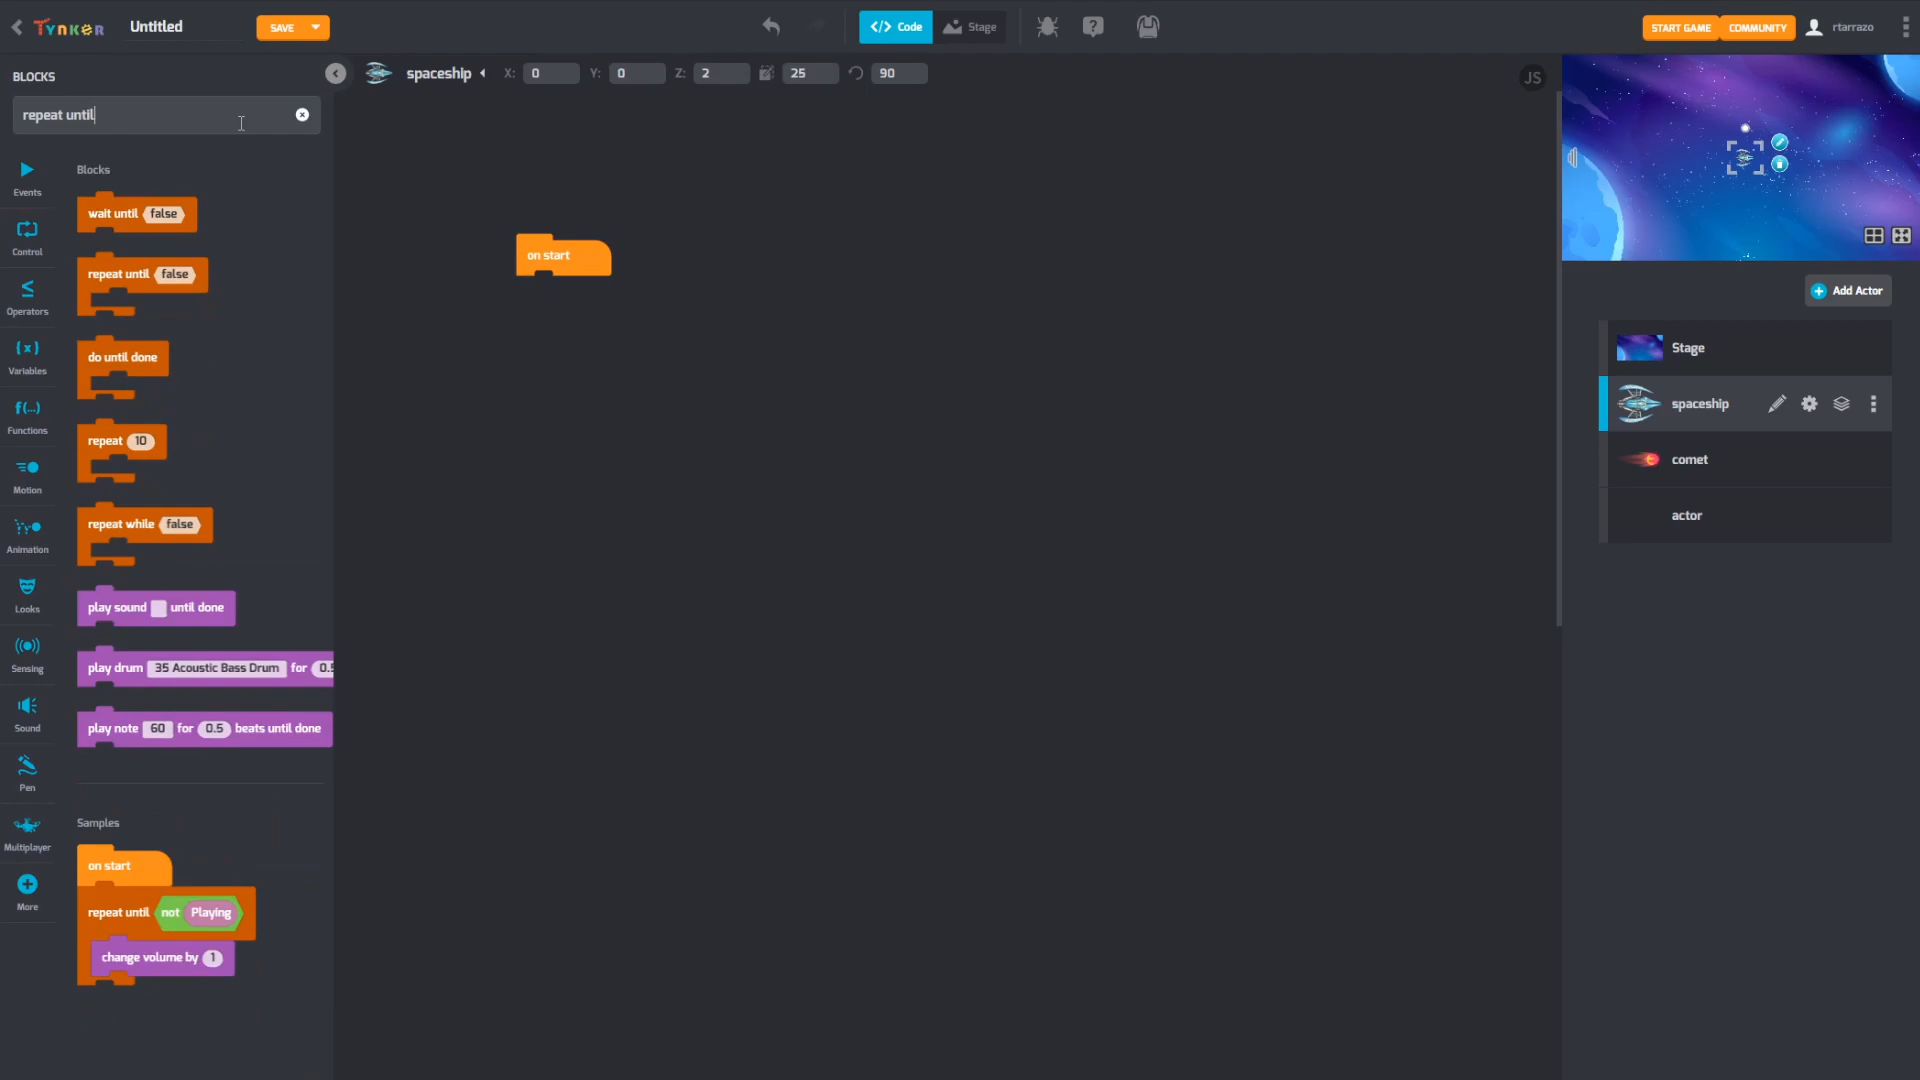 TYNKER
Untitled
SAVE
</> Code
Stage
START GAME
COMMUNITY
rtarrazo
BLOCKS
spaceship
X: 0
Y: 0
Z: 2
25
90
JS
repeat until
Events
Control
Operators
Variables
Functions
Motion
Animation
Looks
Sensing
Sound
Pen
Multiplayer
More
Blocks
wait until false
repeat until false
do until done
repeat 10
repeat while false
play sound until done
play drum 35 Acoustic Bass Drum for 0.5
play note 60 for 0.5 beats until done
Samples
on start
repeat until not Playing
change volume by 1
on start
Add Actor
Stage
spaceship
comet
actor